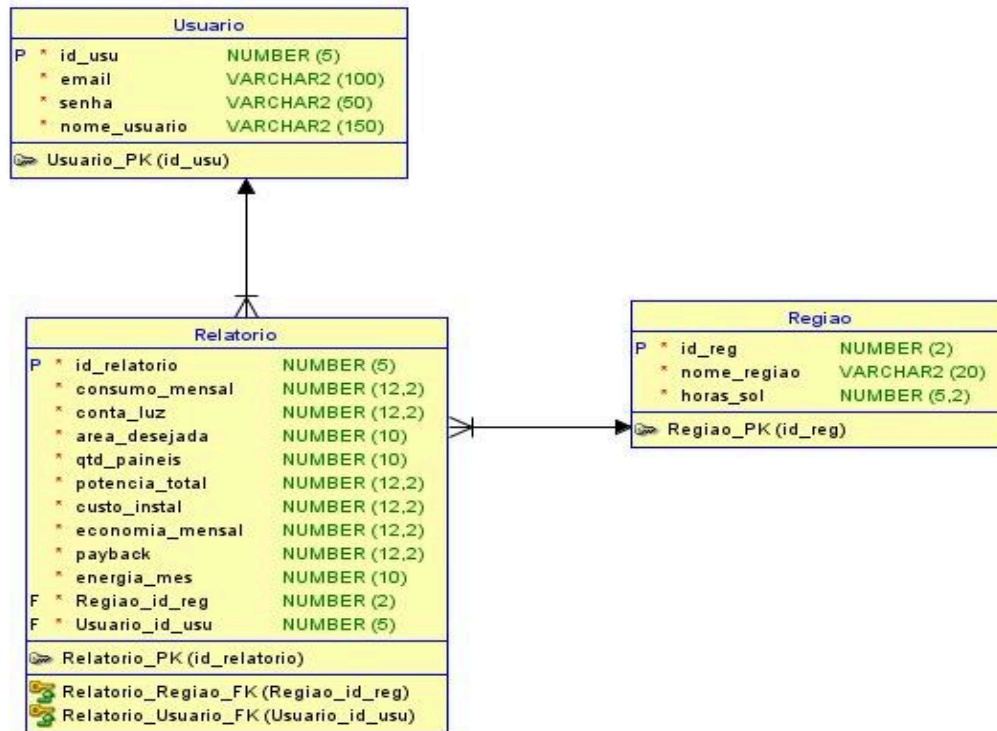 Usuario
P * id_usu NUMBER (5)
* email VARCHAR2 (100)
* senha VARCHAR2 (50)
* nome_usuario VARCHAR2 (150)
Usuario_PK (id_usu)
Relatorio
P * id_relatorio NUMBER (5)
* consumo_mensal NUMBER (12,2)
* conta_luz NUMBER (12,2)
* area_desejada NUMBER (10)
* qtd_paineis NUMBER (10)
* potencia_total NUMBER (12,2)
* custo_instal NUMBER (12,2)
* economia_mensal NUMBER (12,2)
* payback NUMBER (12,2)
* energia_mes NUMBER (10)
F * Regiao_id_reg NUMBER (2)
F * Usuario_id_usu NUMBER (5)
Relatorio_PK (id_relatorio)
Relatorio_Regiao_FK (Regiao_id_reg)
Relatorio_Usuario_FK (Usuario_id_usu)
Regiao
P * id_reg NUMBER (2)
* nome_regiao VARCHAR2 (20)
* horas_sol NUMBER (5,2)
Regiao_PK (id_reg)